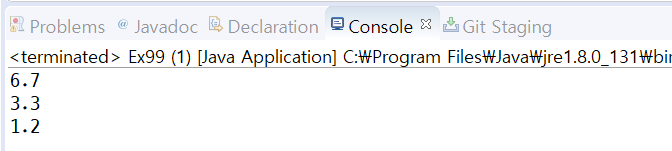 Problems @ Javadoc Declaration Console Git Staging
<terminated> Ex99 (1) [Java Application] C:₩Program Files₩Java₩jre1.8.0_131₩bin
6.7
3.3
1.2